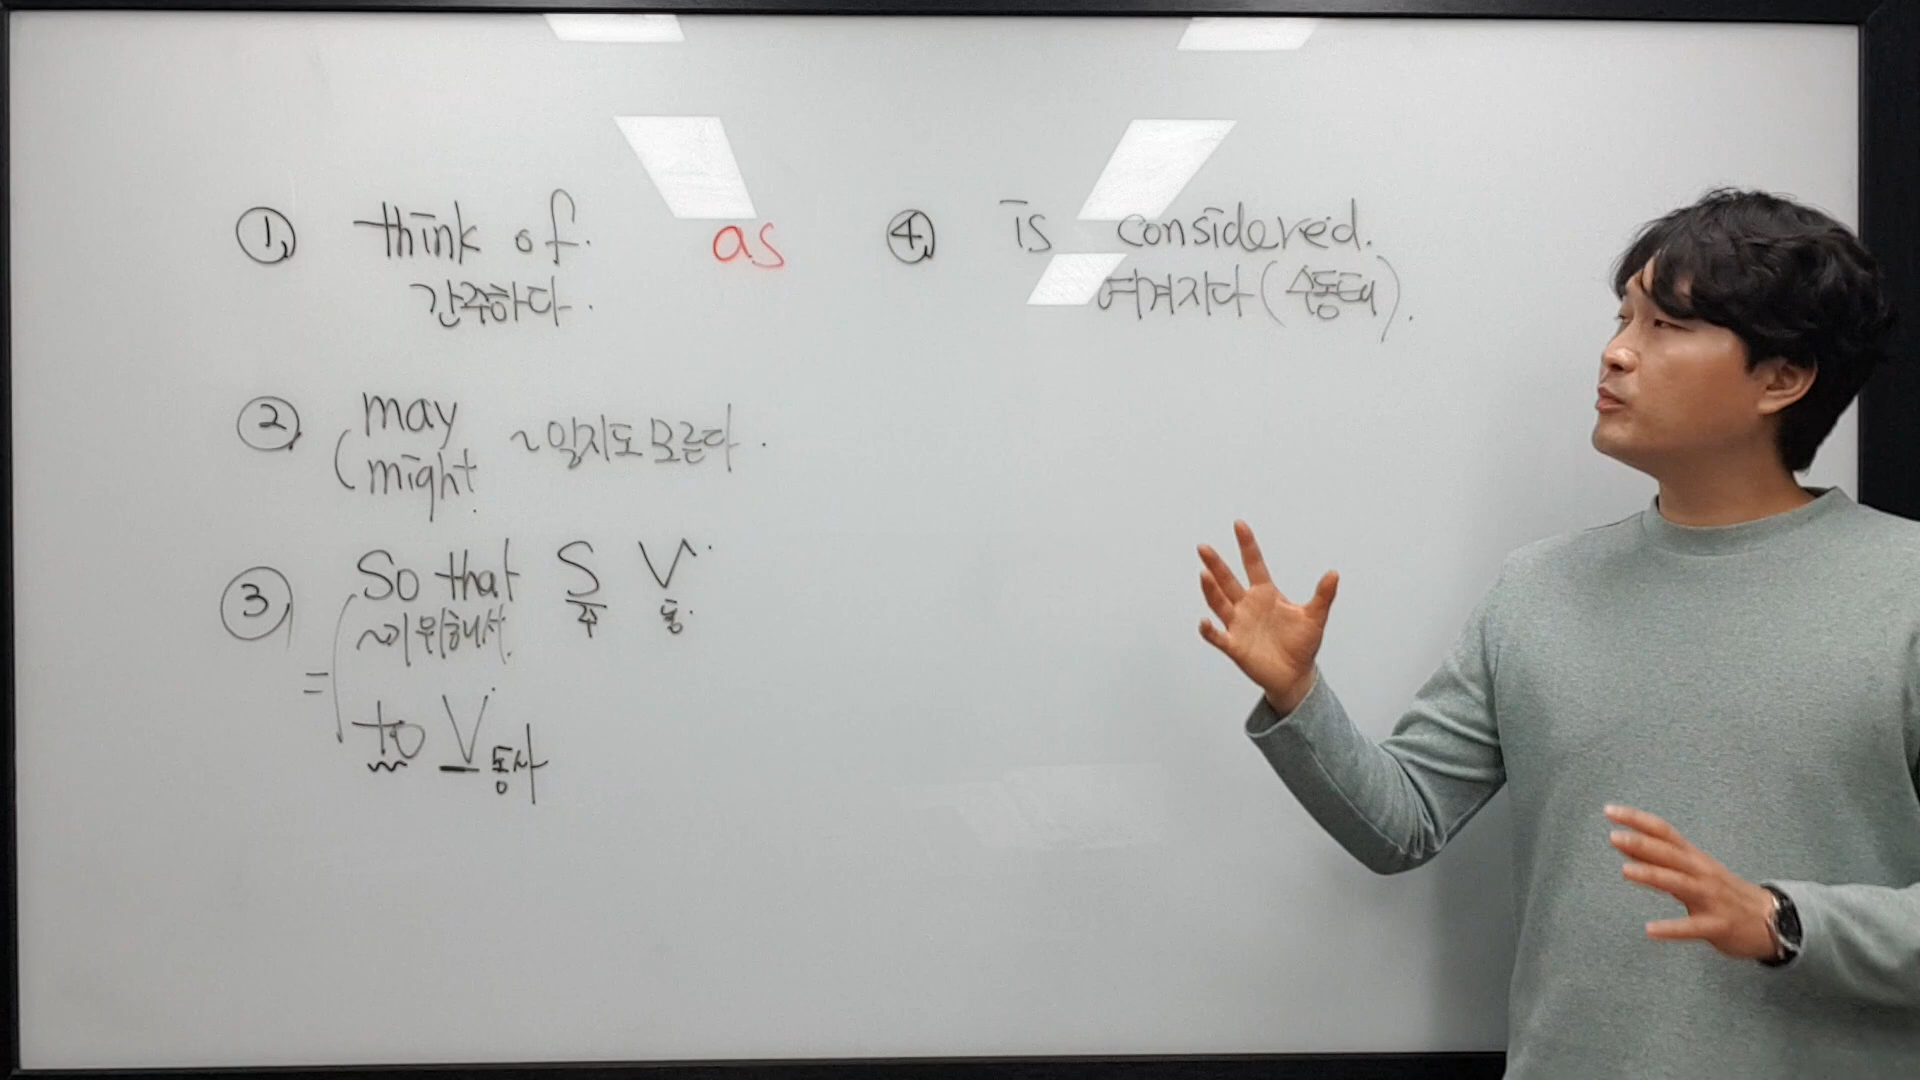 ① think of. as
간주하다.
② may
might ~일지도 모른다.
③ So that S V.
~기 위해서. 주 동.
= to V 동사
④ is considered.
여겨지다 (수동태).